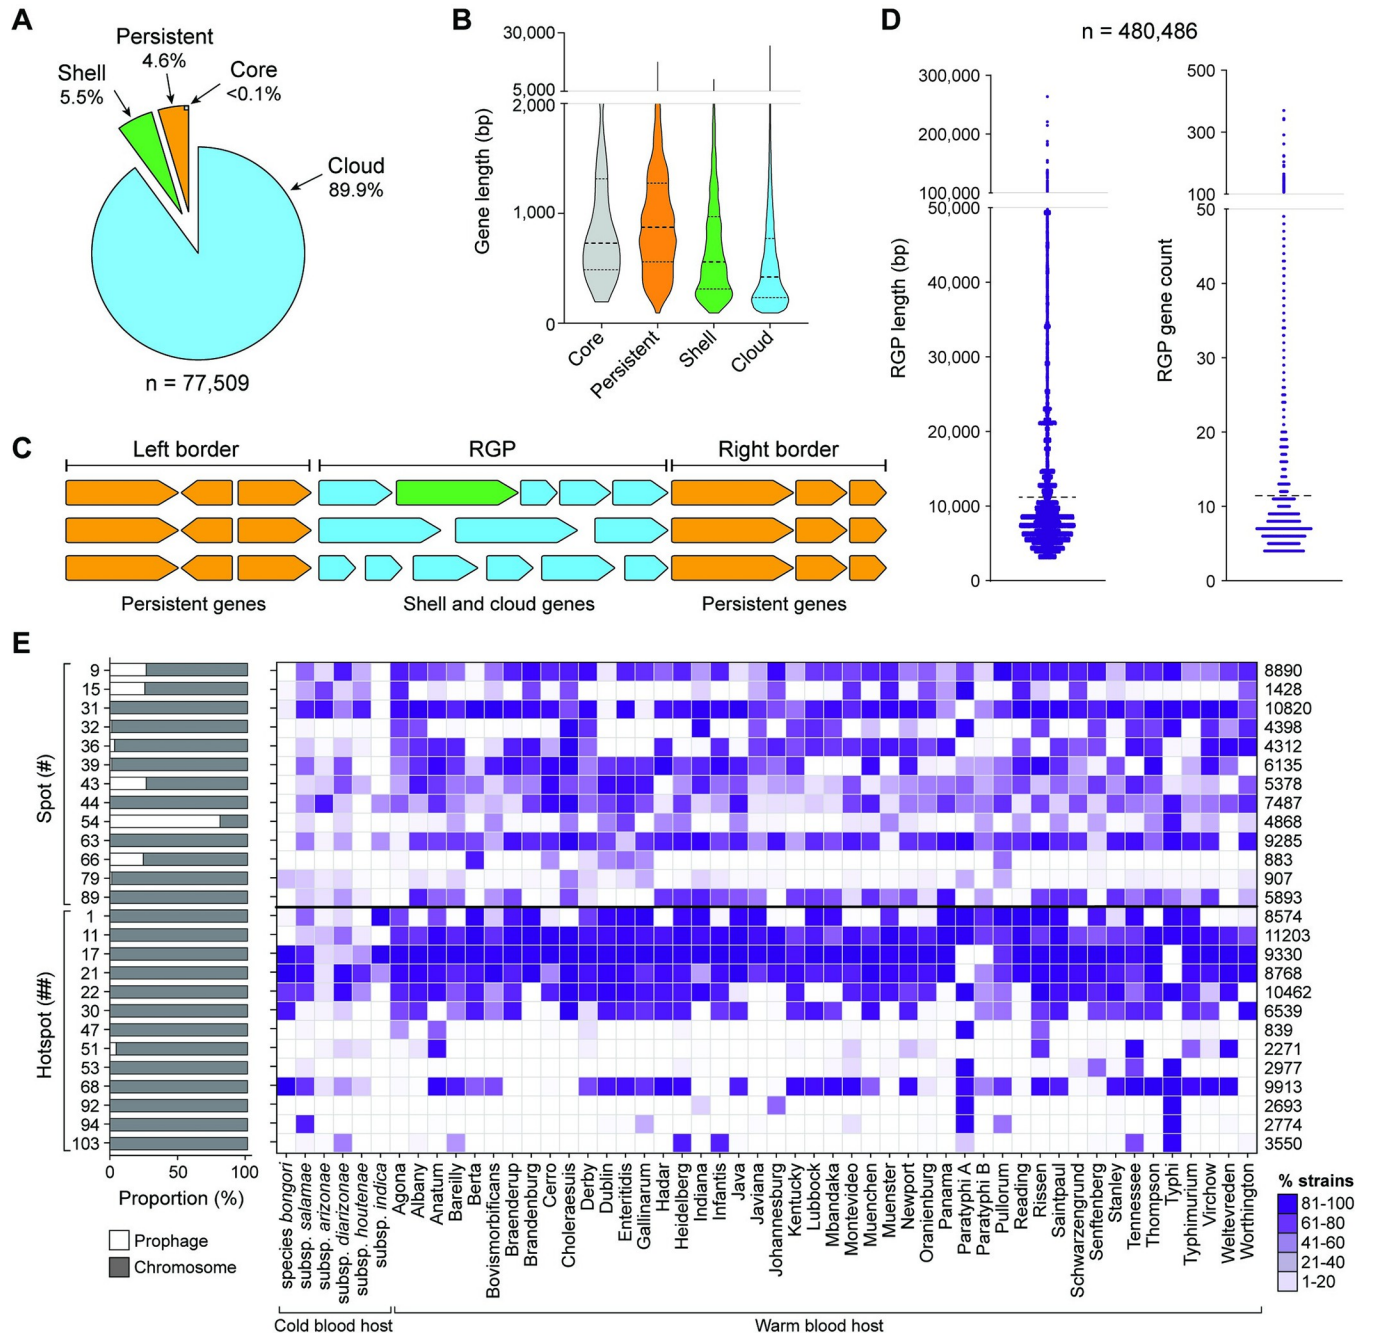 A
Persistent
4.6%
Shell
5.5%
Core
<0.1%
Cloud
89.9%
n = 77,509
B
Gene length (bp)
30,000
5,000
2,000
1,000
0
Core
Persistent
Shell
Cloud
D
n = 480,486
RGP length (bp)
300,000
200,000
100,000
50,000
40,000
30,000
20,000
10,000
0
RGP gene count
500
300
100
50
40
30
20
10
0
C
Left border
RGP
Right border
Persistent genes
Shell and cloud genes
Persistent genes
E
Spot (#)
9
15
31
32
36
39
43
44
54
63
66
79
89
Hotspot (##)
1
11
17
21
22
30
47
51
53
68
92
94
103
0
50
100
Proportion (%)
Prophage
Chromosome
8890
1428
10820
4398
4312
6135
5378
7487
4868
9285
883
907
5893
8574
11203
9330
8768
10462
6539
839
2271
2977
9913
2693
2774
3550
species bongori
subsp. salamae
subsp. arizonae
subsp. diarizonae
subsp. houtenae
subsp. indica
Agona
Albany
Anatum
Bareilly
Berta
Bovismorbificans
Braenderup
Brandenburg
Cerro
Choleraesuis
Derby
Dublin
Enteritidis
Gallinarum
Hadar
Heidelberg
Indiana
Infantis
Java
Javiana
Johannesburg
Kentucky
Lubbock
Mbandaka
Montevideo
Muenchen
Muenster
Newport
Oranienburg
Panama
Paratyphi A
Paratyphi B
Pullorum
Reading
Rissen
Saintpaul
Schwarzengrund
Senftenberg
Stanley
Tennessee
Thompson
Typhi
Typhimurium
Virchow
Weltevreden
Worthington
Cold blood host
Warm blood host
% strains
81-100
61-80
41-60
21-40
1-20